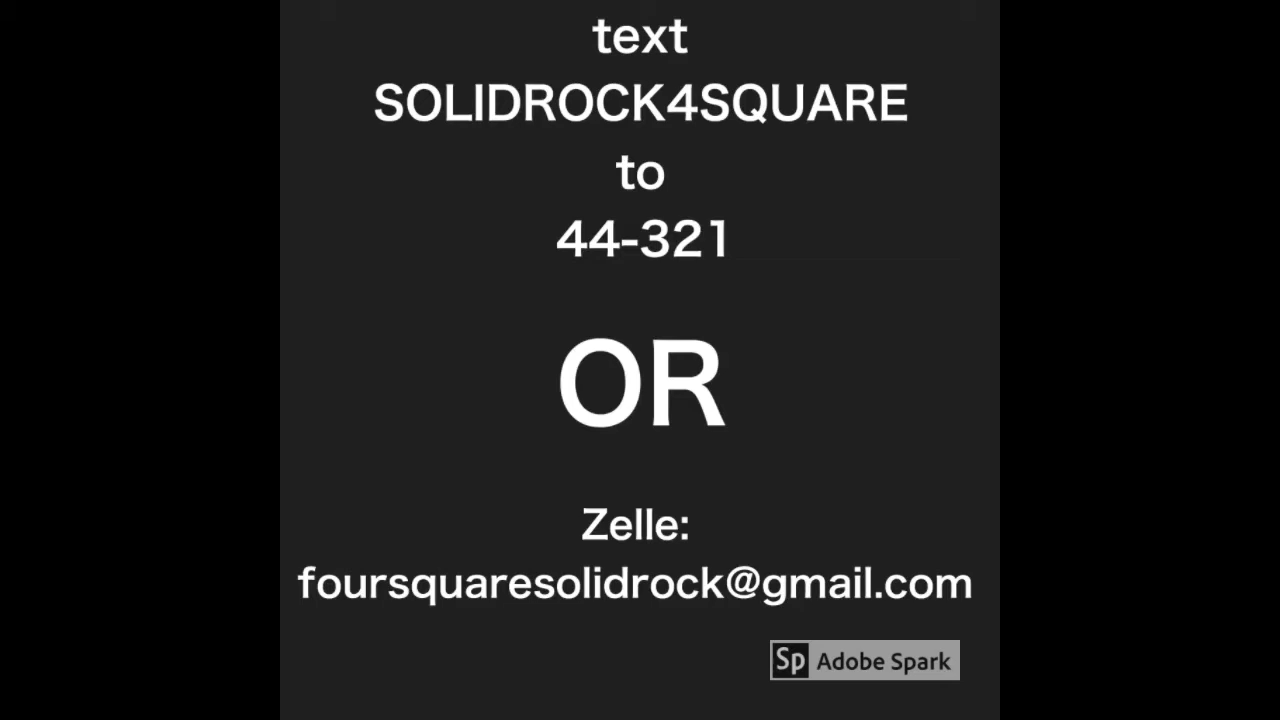 text
SOLIDROCK4SQUARE
to
44-321
OR
Zelle:
foursquaresolidrock@gmail.com
Sp Adobe Spark